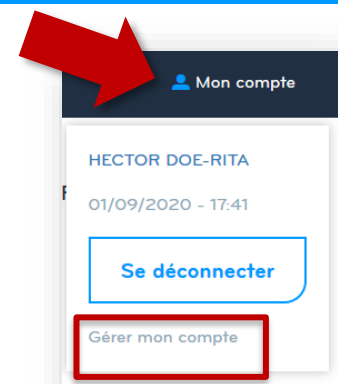 Mon compte
HECTOR DOE-RITA
01/09/2020 - 17:41
Se déconnecter
Gérer mon compte